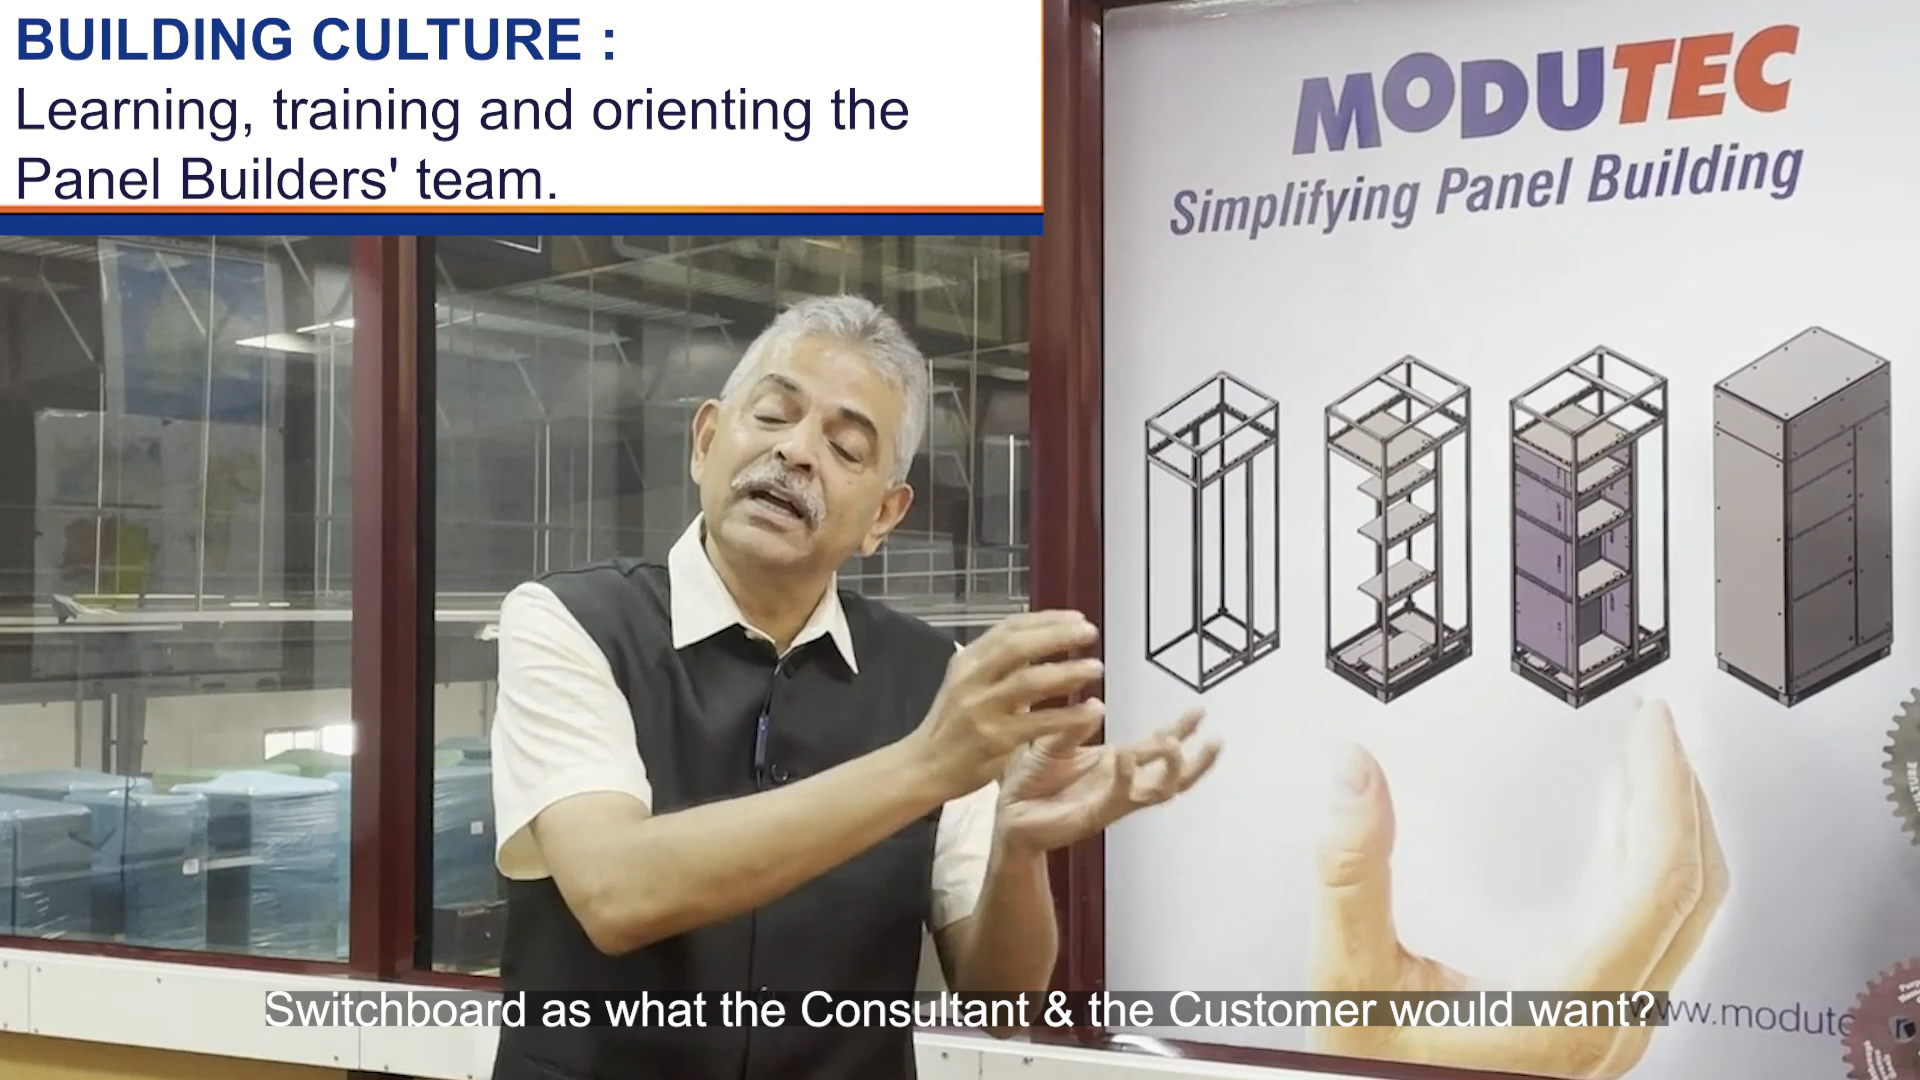 BUILDING CULTURE :
Learning, training and orienting the
Panel Builders' team.
MODUTEC
Simplifying Panel Building
Switchboard as what the Consultant & the Customer would want?